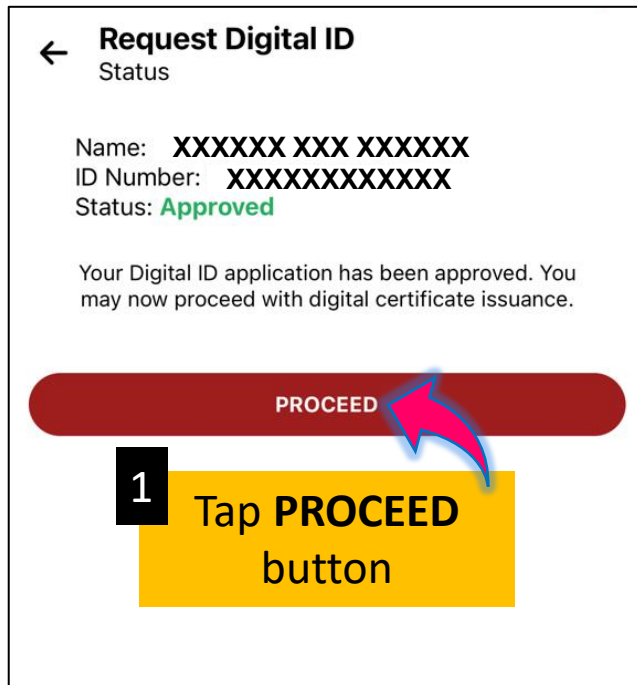 Request Digital ID
Status
Name: XXXXXX XXX XXXXXX
ID Number: XXXXXXXXXXXX
Status: Approved
Your Digital ID application has been approved. You
may now proceed with digital certificate issuance.
PROCEED
1
Tap PROCEED
button